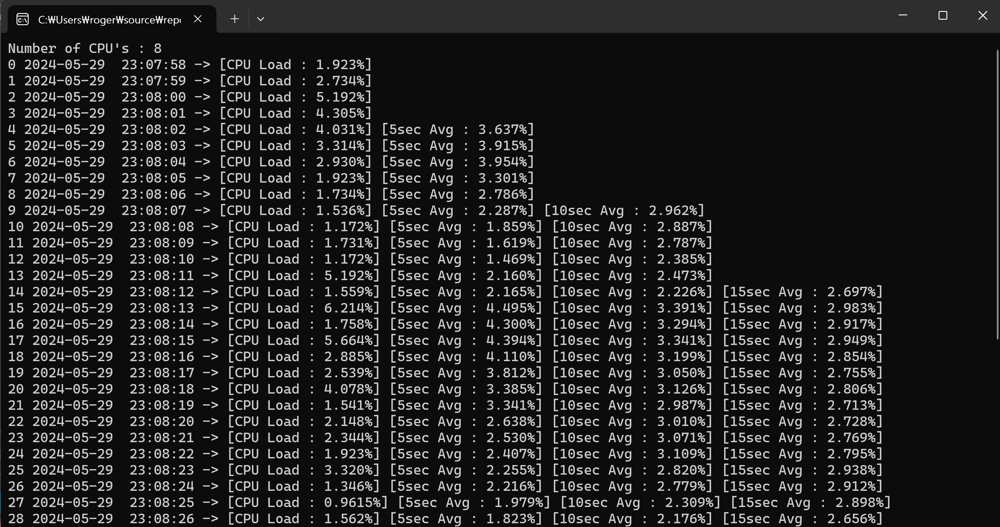 C:₩Users₩roger₩source₩repo
Number of CPU's : 8
0 2024-05-29  23:07:58 -> [CPU Load : 1.923%]
1 2024-05-29  23:07:59 -> [CPU Load : 2.734%]
2 2024-05-29  23:08:00 -> [CPU Load : 5.192%]
3 2024-05-29  23:08:01 -> [CPU Load : 4.305%]
4 2024-05-29  23:08:02 -> [CPU Load : 4.031%] [5sec Avg : 3.637%]
5 2024-05-29  23:08:03 -> [CPU Load : 3.314%] [5sec Avg : 3.915%]
6 2024-05-29  23:08:04 -> [CPU Load : 2.930%] [5sec Avg : 3.954%]
7 2024-05-29  23:08:05 -> [CPU Load : 1.923%] [5sec Avg : 3.301%]
8 2024-05-29  23:08:06 -> [CPU Load : 1.734%] [5sec Avg : 2.786%]
9 2024-05-29  23:08:07 -> [CPU Load : 1.536%] [5sec Avg : 2.287%] [10sec Avg : 2.962%]
10 2024-05-29  23:08:08 -> [CPU Load : 1.172%] [5sec Avg : 1.859%] [10sec Avg : 2.887%]
11 2024-05-29  23:08:09 -> [CPU Load : 1.731%] [5sec Avg : 1.619%] [10sec Avg : 2.787%]
12 2024-05-29  23:08:10 -> [CPU Load : 1.172%] [5sec Avg : 1.469%] [10sec Avg : 2.385%]
13 2024-05-29  23:08:11 -> [CPU Load : 5.192%] [5sec Avg : 2.160%] [10sec Avg : 2.473%]
14 2024-05-29  23:08:12 -> [CPU Load : 1.559%] [5sec Avg : 2.165%] [10sec Avg : 2.226%] [15sec Avg : 2.697%]
15 2024-05-29  23:08:13 -> [CPU Load : 6.214%] [5sec Avg : 4.495%] [10sec Avg : 3.391%] [15sec Avg : 2.983%]
16 2024-05-29  23:08:14 -> [CPU Load : 1.758%] [5sec Avg : 4.300%] [10sec Avg : 3.294%] [15sec Avg : 2.917%]
17 2024-05-29  23:08:15 -> [CPU Load : 5.664%] [5sec Avg : 4.394%] [10sec Avg : 3.341%] [15sec Avg : 2.949%]
18 2024-05-29  23:08:16 -> [CPU Load : 2.885%] [5sec Avg : 4.110%] [10sec Avg : 3.199%] [15sec Avg : 2.854%]
19 2024-05-29  23:08:17 -> [CPU Load : 2.539%] [5sec Avg : 3.812%] [10sec Avg : 3.050%] [15sec Avg : 2.755%]
20 2024-05-29  23:08:18 -> [CPU Load : 4.078%] [5sec Avg : 3.385%] [10sec Avg : 3.126%] [15sec Avg : 2.806%]
21 2024-05-29  23:08:19 -> [CPU Load : 1.541%] [5sec Avg : 3.341%] [10sec Avg : 2.987%] [15sec Avg : 2.713%]
22 2024-05-29  23:08:20 -> [CPU Load : 2.148%] [5sec Avg : 2.638%] [10sec Avg : 3.010%] [15sec Avg : 2.728%]
23 2024-05-29  23:08:21 -> [CPU Load : 2.344%] [5sec Avg : 2.530%] [10sec Avg : 3.071%] [15sec Avg : 2.769%]
24 2024-05-29  23:08:22 -> [CPU Load : 1.923%] [5sec Avg : 2.407%] [10sec Avg : 3.109%] [15sec Avg : 2.795%]
25 2024-05-29  23:08:23 -> [CPU Load : 3.320%] [5sec Avg : 2.255%] [10sec Avg : 2.820%] [15sec Avg : 2.938%]
26 2024-05-29  23:08:24 -> [CPU Load : 1.346%] [5sec Avg : 2.216%] [10sec Avg : 2.779%] [15sec Avg : 2.912%]
27 2024-05-29  23:08:25 -> [CPU Load : 0.9615%] [5sec Avg : 1.979%] [10sec Avg : 2.309%] [15sec Avg : 2.898%]
28 2024-05-29  23:08:26 -> [CPU Load : 1.562%] [5sec Avg : 1.823%] [10sec Avg : 2.176%] [15sec Avg : 2.656%]